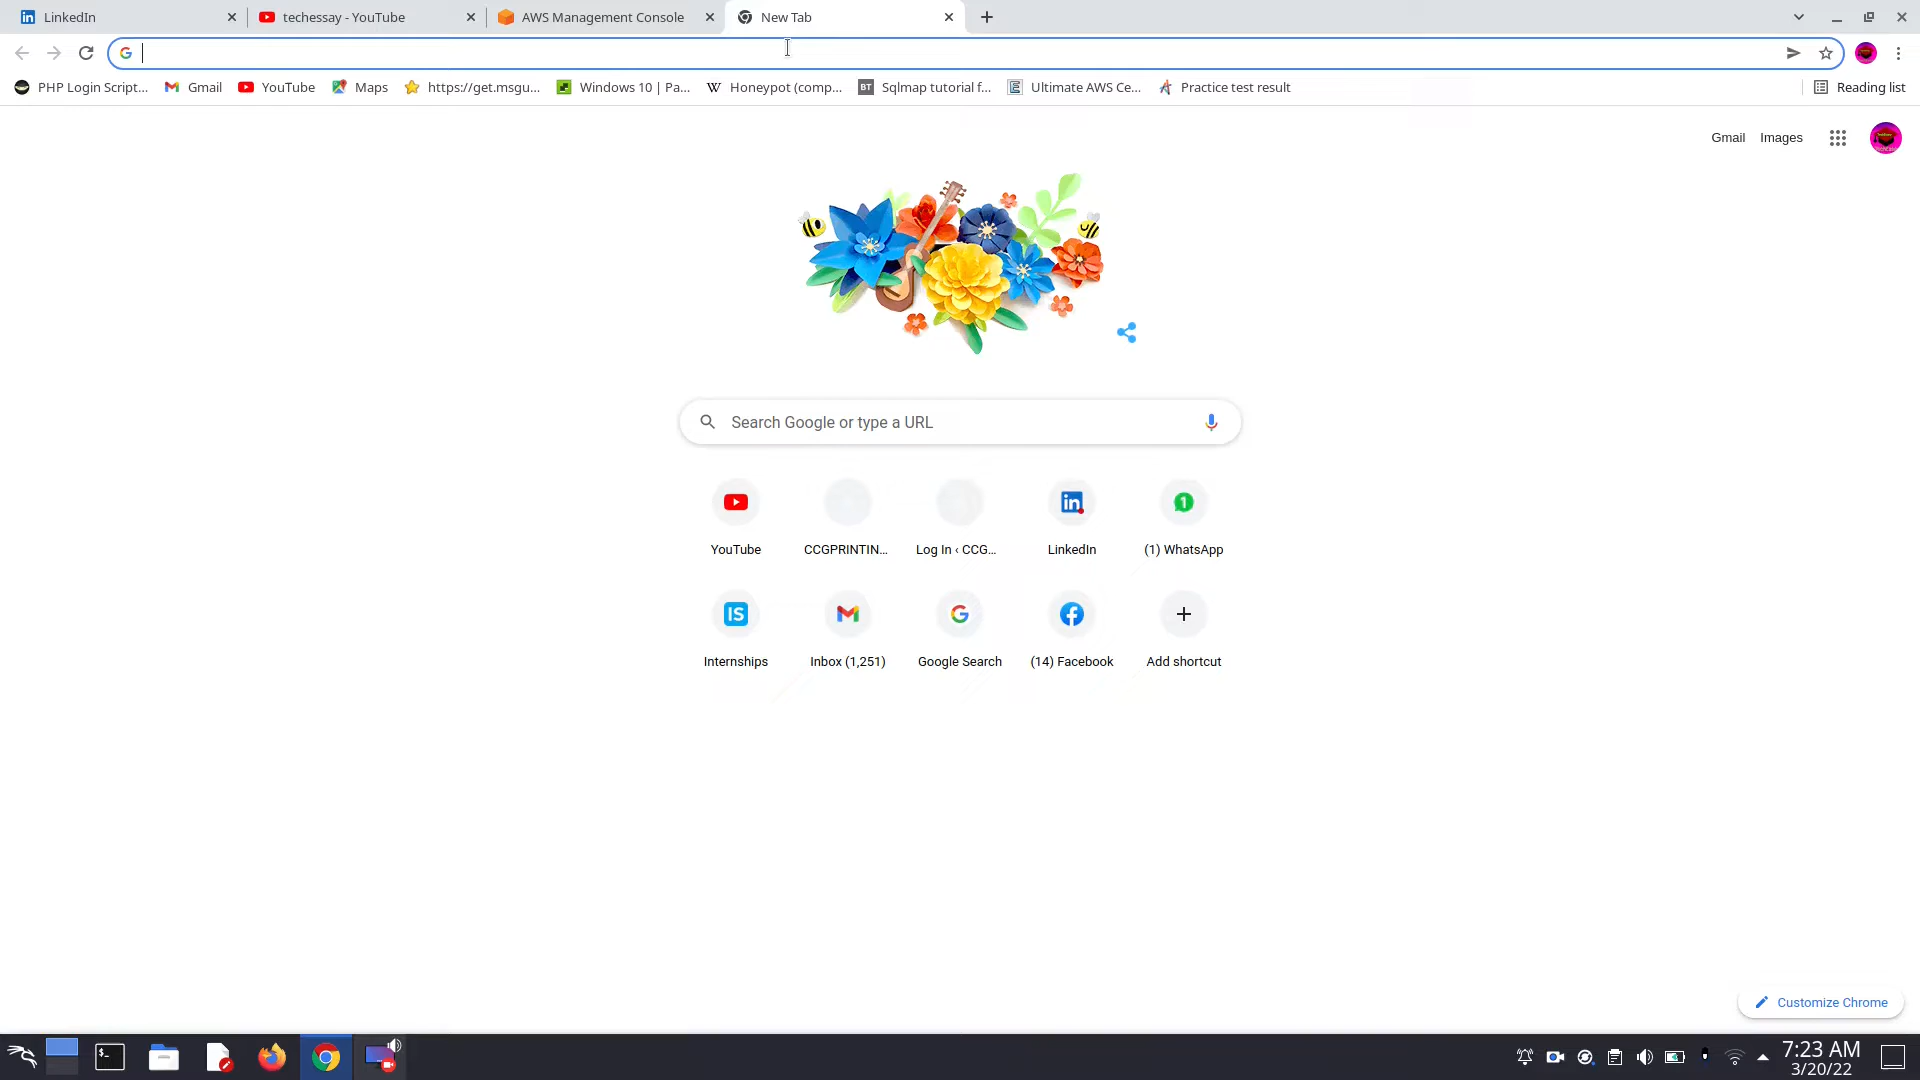 LinkedIn
techessay - YouTube
AWS Management Console
New Tab
PHP Login Script...
Gmail
YouTube
Maps
https://get.msgu...
Windows 10 | Pa...
Honeypot (comp...
Sqlmap tutorial f...
Ultimate AWS Ce...
Practice test result
Reading list
Gmail
Images
Search Google or type a URL
YouTube
CCGPRINTIN...
Log In ‹ CCG...
LinkedIn
(1) WhatsApp
Internships
Inbox (1,251)
Google Search
(14) Facebook
Add shortcut
Customize Chrome
7:23 AM
3/20/22